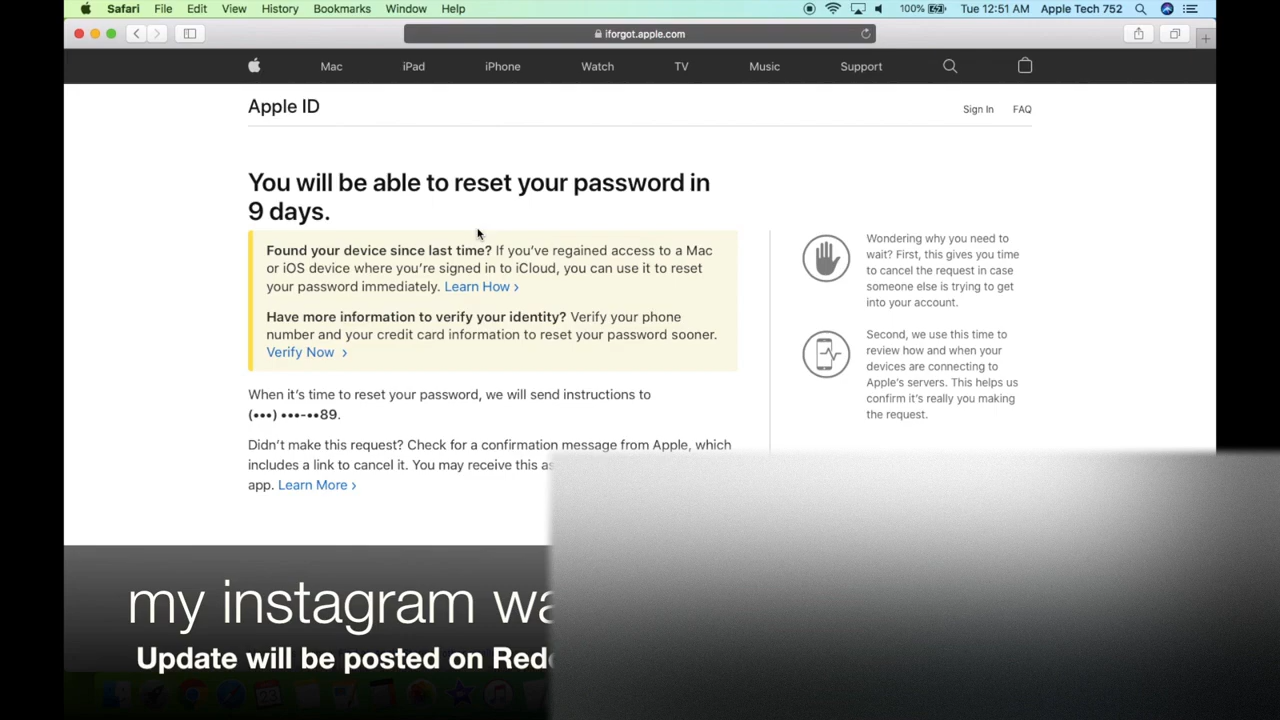 Safari File Edit View History Bookmarks Window Help 100% Tue 12:51 AM Apple Tech 752
iforgot.apple.com
Mac iPad iPhone Watch TV Music Support
Apple ID Sign In FAQ
You will be able to reset your password in
9 days.
Found your device since last time? If you've regained access to a Mac
or iOS device where you're signed in to iCloud, you can use it to reset
your password immediately. Learn How ›
Have more information to verify your identity? Verify your phone
number and your credit card information to reset your password sooner.
Verify Now ›
When it's time to reset your password, we will send instructions to
(•••) •••-••89.
Didn't make this request? Check for a confirmation message from Apple, which
includes a link to cancel it. You may receive this
app. Learn More ›
Wondering why you need to
wait? First, this gives you time
to cancel the request in case
someone else is trying to get
into your account.
Second, we use this time to
review how and when your
devices are connecting to
Apple's servers. This helps us
confirm it's really you making
the request.
my instagram
Update will be posted on